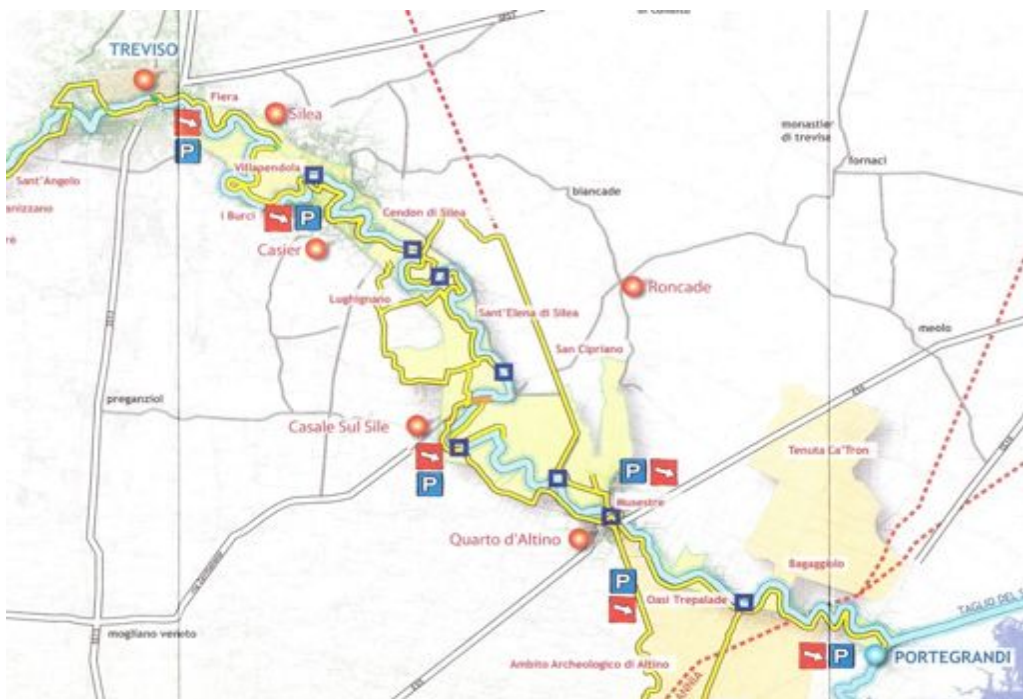 TREVISO
Fiera
Silea
P
monastier
di treviso
fornaci
Sant'Angelo
Villapendola
biancade
I Burci
P
Cendon di Silea
Casier
Lughignano
Roncade
Sant'Elena di Silea
San Cipriano
meolo
preganziol
Casale Sul Sile
P
Tenuta Ca'Tron
P
Musestre
Quarto d'Altino
P
Bagaggiolo
Oasi Trepalade
TAGLIO DEL
mogliano veneto
P
PORTEGRANDI
Ambito Archeologico di Altino